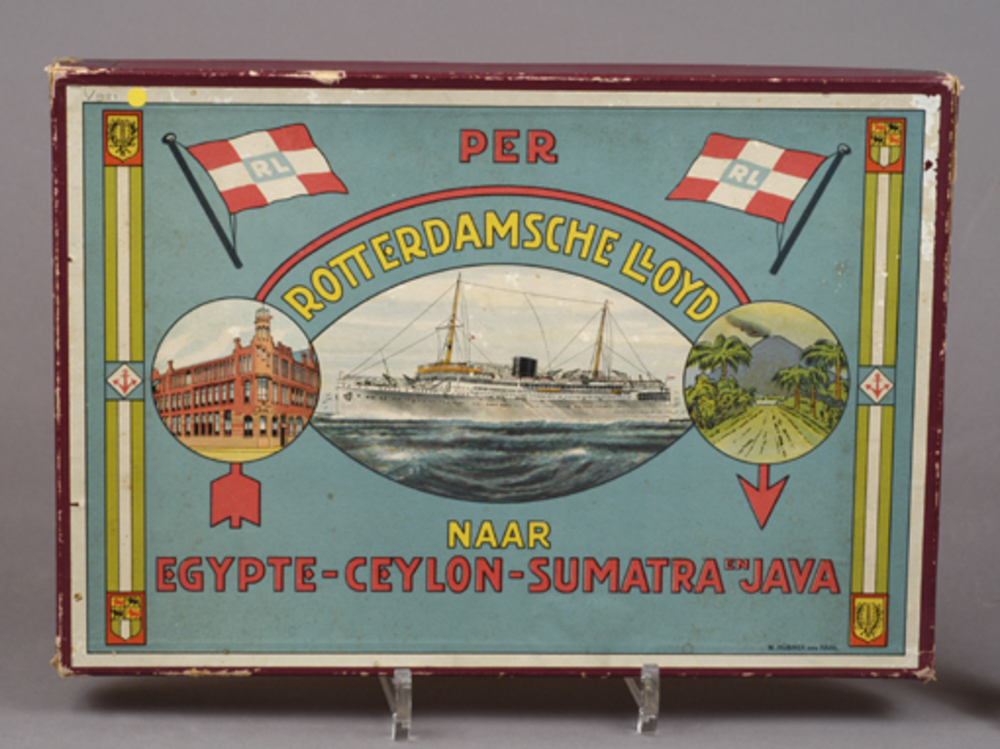 PER
RL
RL
ROTTERDAMSCHE LLOYD
NAAR
EGYPTE-CEYLON-SUMATRA EN JAVA